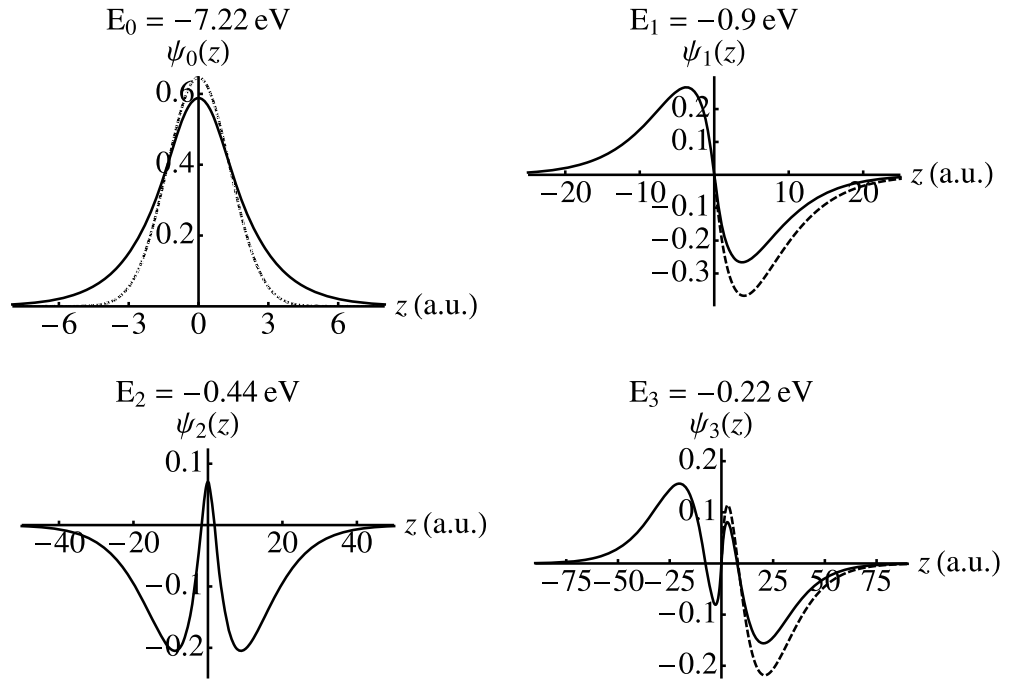 E₀ = −7.22 eV
ψ₀(z)
0.6
0.4
0.2
−6 −3 0 3 6 z (a.u.)
E₁ = −0.9 eV
ψ₁(z)
0.2
0.1
−20 −10 10 20 z (a.u.)
−0.1
−0.2
−0.3
E₂ = −0.44 eV
ψ₂(z)
0.1
−40 −20 20 40 z (a.u.)
−0.1
−0.2
E₃ = −0.22 eV
ψ₃(z)
0.2
0.1
−75 −50 −25 25 50 75 z (a.u.)
−0.1
−0.2